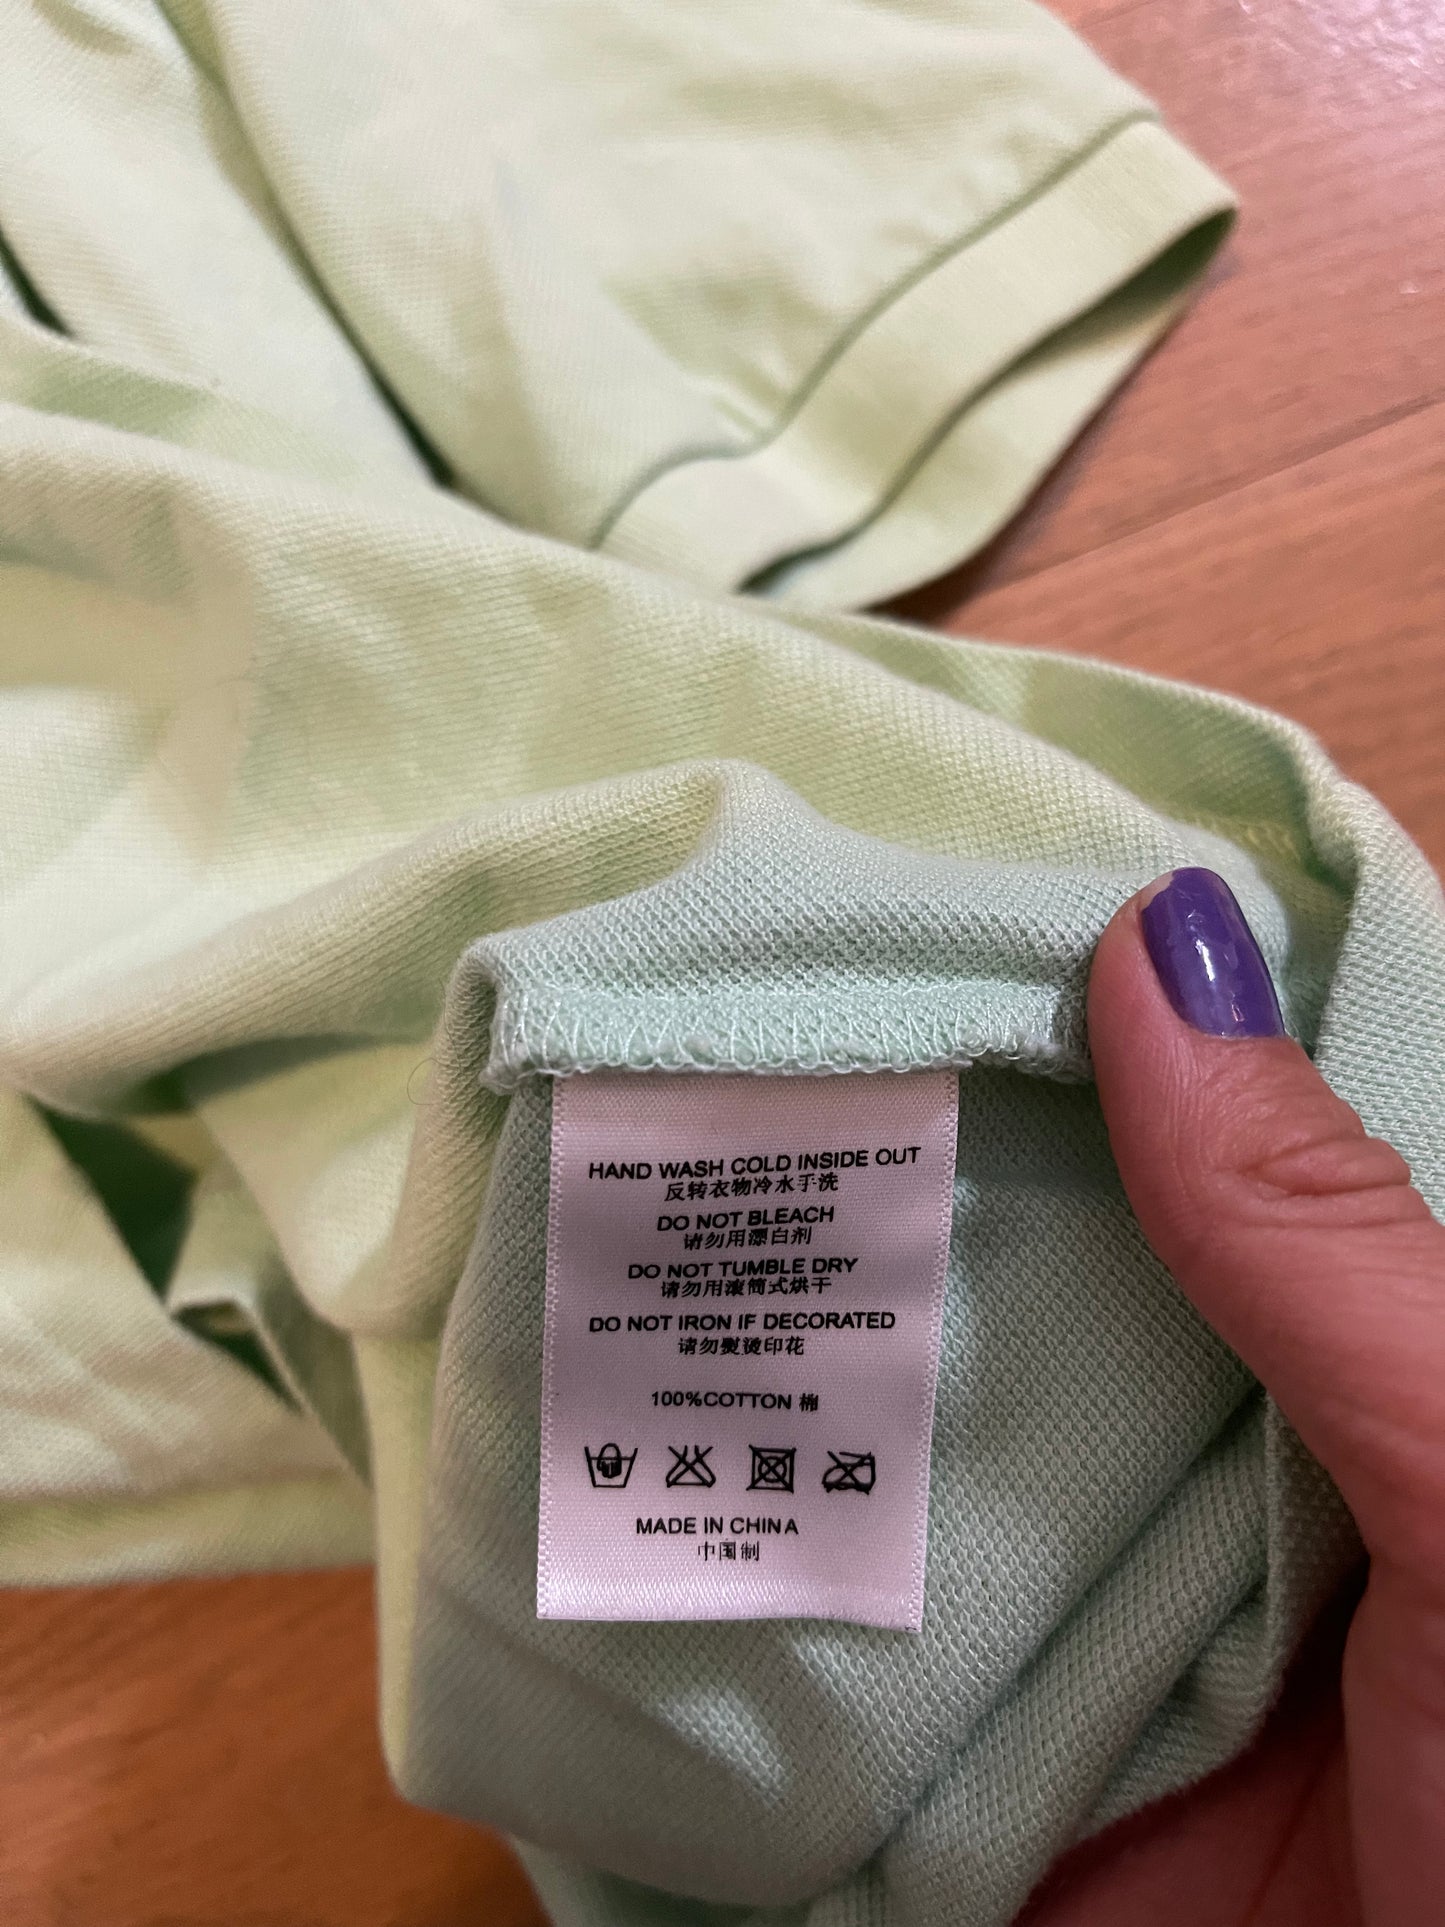 HAND WASH COLD INSIDE OUT
反转衣物冷水手洗
DO NOT BLEACH
请勿用漂白剂
DO NOT TUMBLE DRY
请勿用滚筒式烘干
DO NOT IRON IF DECORATED
请勿熨烫印花
100%COTTON 棉
MADE IN CHINA
中国制